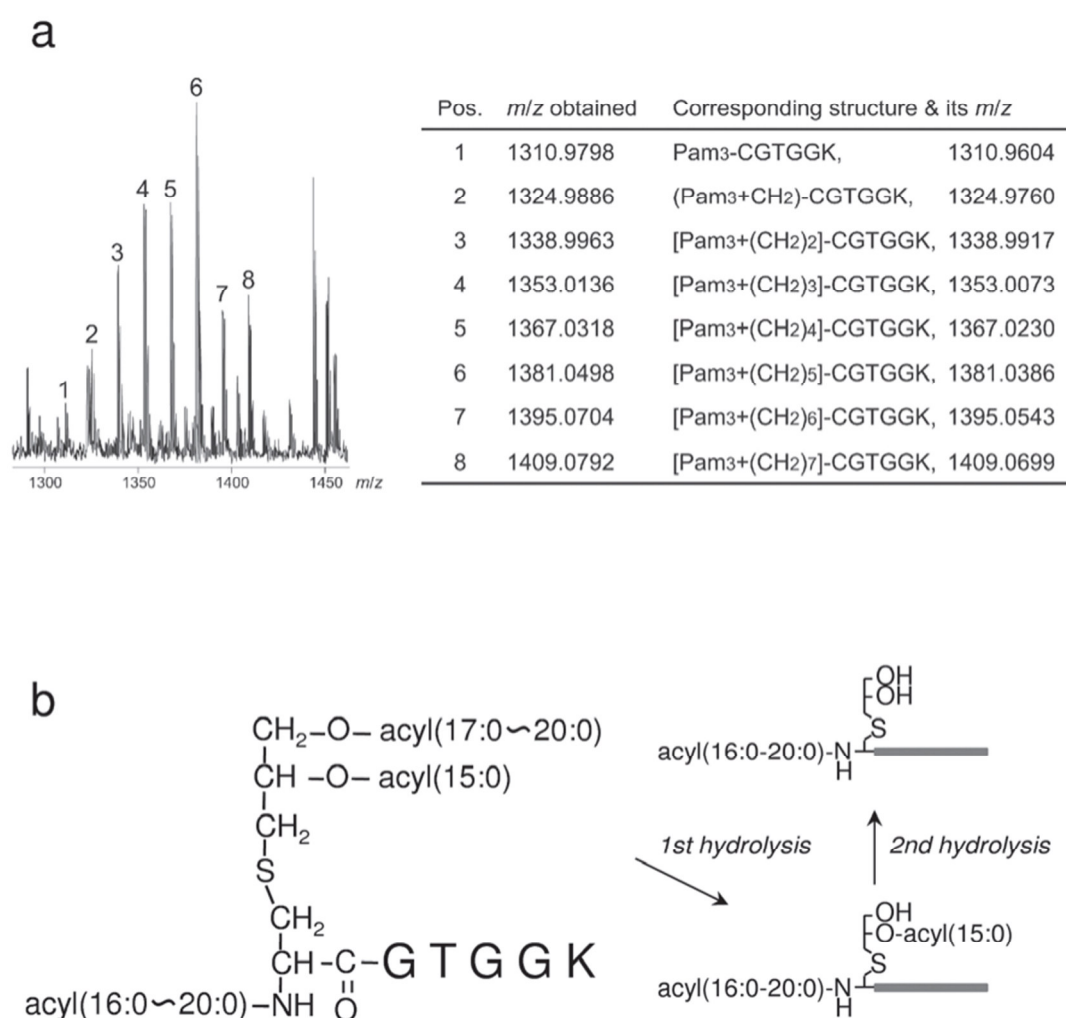 a
6
4 5
3
8
7
2
1
1300 1350 1400 1450 m/z
Pos. m/z obtained Corresponding structure & its m/z
1 1310.9798 Pam3-CGTGGK, 1310.9604
2 1324.9886 (Pam3+CH2)-CGTGGK, 1324.9760
3 1338.9963 [Pam3+(CH2)2]-CGTGGK, 1338.9917
4 1353.0136 [Pam3+(CH2)3]-CGTGGK, 1353.0073
5 1367.0318 [Pam3+(CH2)4]-CGTGGK, 1367.0230
6 1381.0498 [Pam3+(CH2)5]-CGTGGK, 1381.0386
7 1395.0704 [Pam3+(CH2)6]-CGTGGK, 1395.0543
8 1409.0792 [Pam3+(CH2)7]-CGTGGK, 1409.0699
b
CH2-O- acyl(17:0∼20:0)
CH -O- acyl(15:0)
CH2
S
CH2
CH-C-GTGGK
O
acyl(16:0∼20:0)-NH
1st hydrolysis
OH
O-acyl(15:0)
S
acyl(16:0-20:0)-N
H
2nd hydrolysis
OH
OH
S
acyl(16:0-20:0)-N
H